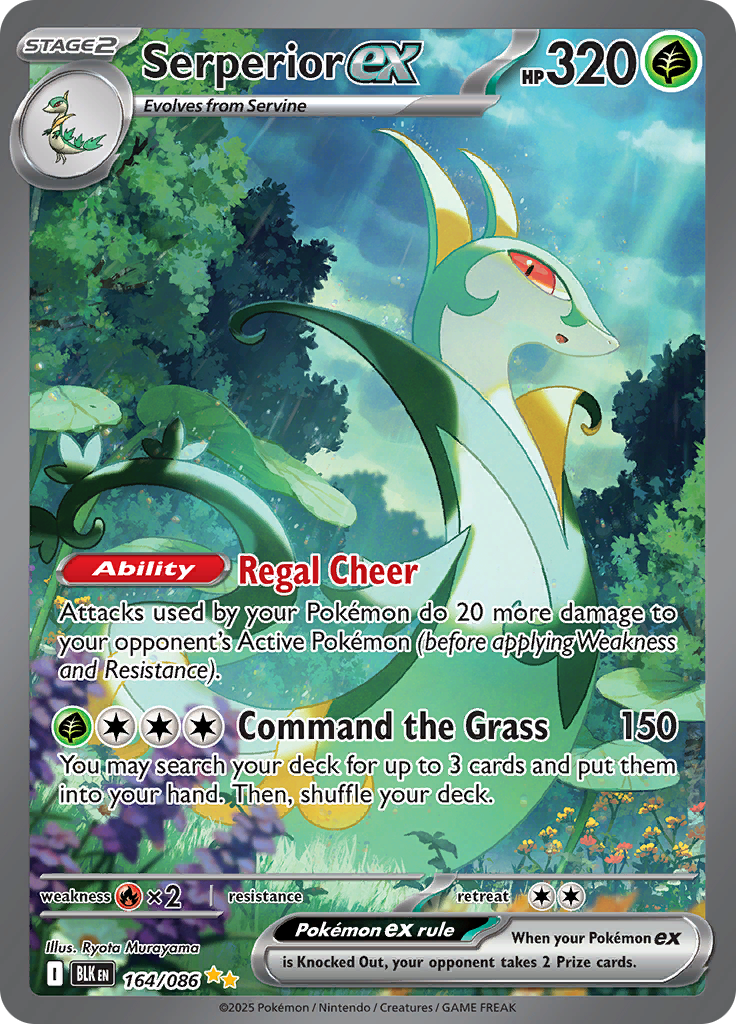 STAGE2
Serperior ex
HP 320
Evolves from Servine
Ability Regal Cheer
Attacks used by your Pokémon do 20 more damage to
your opponent's Active Pokémon (before applying Weakness
and Resistance).
Command the Grass 150
You may search your deck for up to 3 cards and put them
into your hand. Then, shuffle your deck.
weakness ×2 resistance retreat
Illus. Ryota Murayama
Pokémon ex rule When your Pokémon ex
is Knocked Out, your opponent takes 2 Prize cards.
I BLK EN 164/086
©2025 Pokémon / Nintendo / Creatures / GAME FREAK